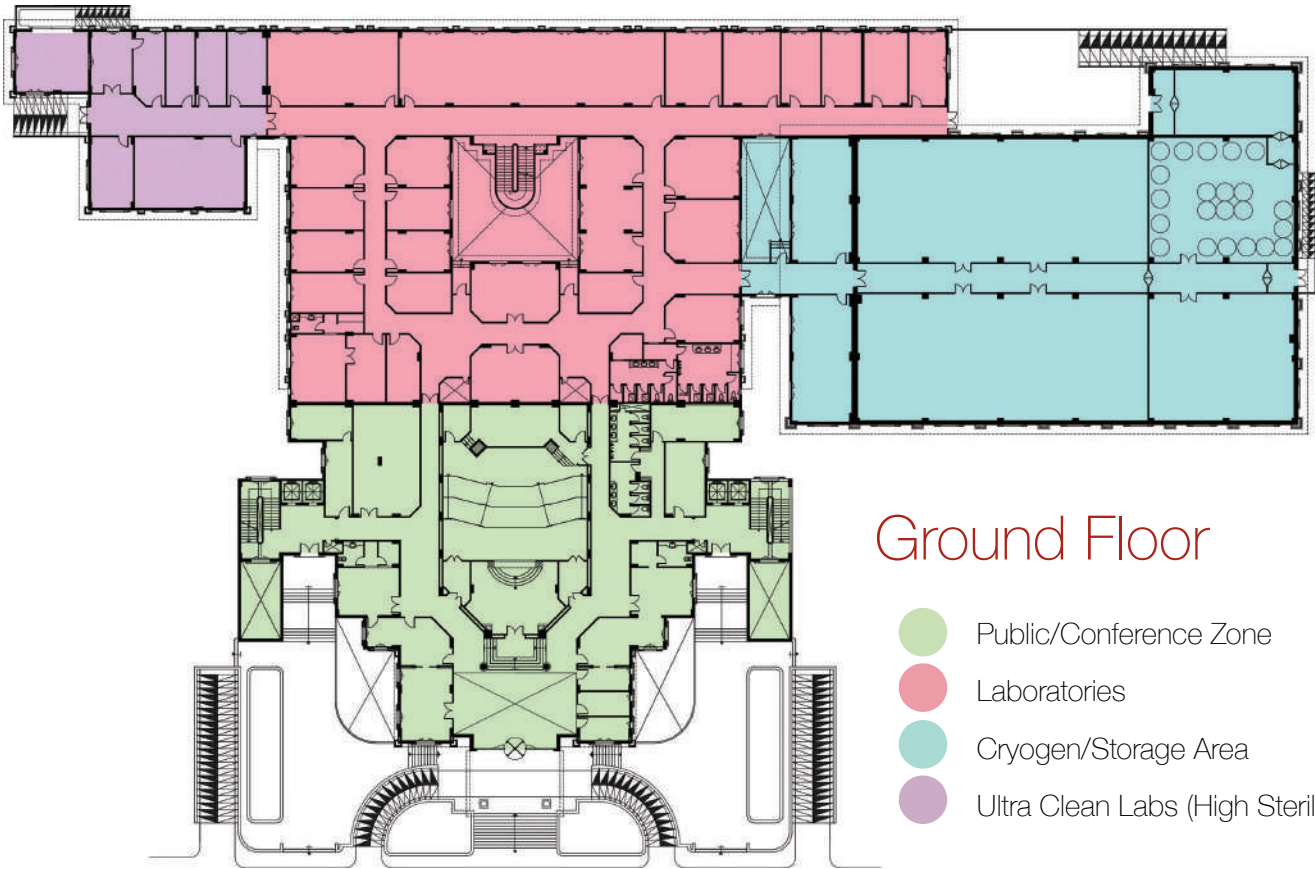 Ground Floor
Public/Conference Zone
Laboratories
Cryogen/Storage Area
Ultra Clean Labs (High Steril